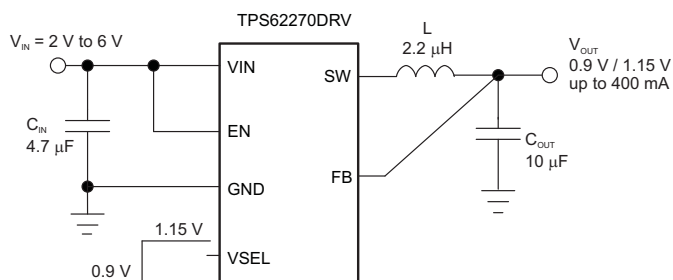 TPS62270DRV
V_IN = 2 V to 6 V
L
2.2 μH
V_OUT
0.9 V / 1.15 V
up to 400 mA
VIN
SW
EN
C_IN
4.7 μF
C_OUT
10 μF
GND
FB
1.15 V
VSEL
0.9 V